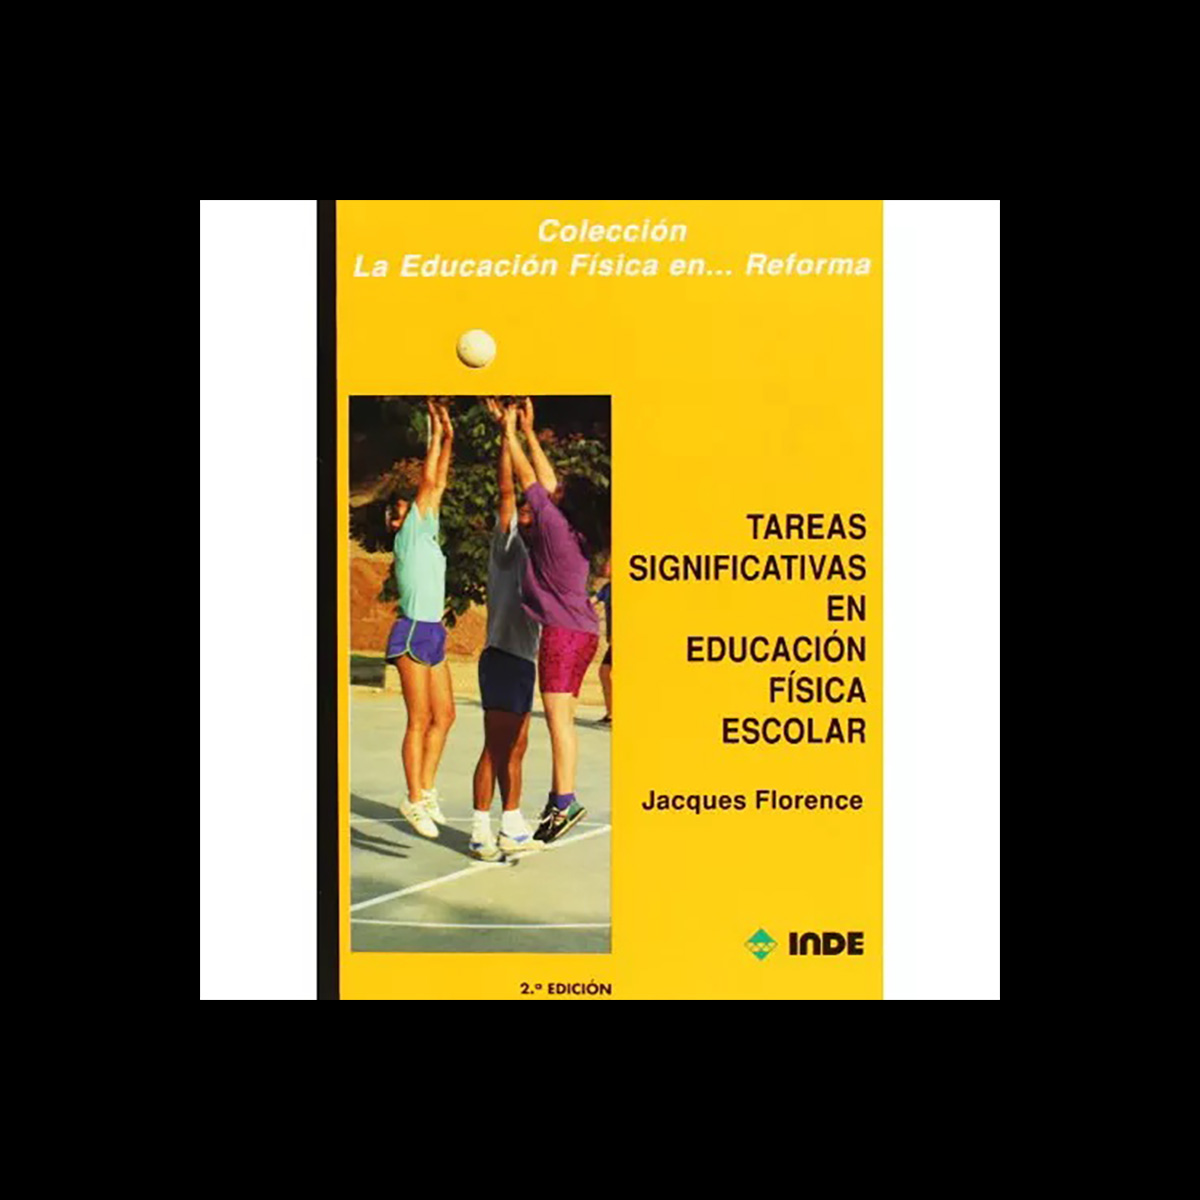 Colección
La Educación Física en... Reforma
TAREAS
SIGNIFICATIVAS
EN
EDUCACIÓN
FÍSICA
ESCOLAR
Jacques Florence
INDE
2.ª EDICIÓN